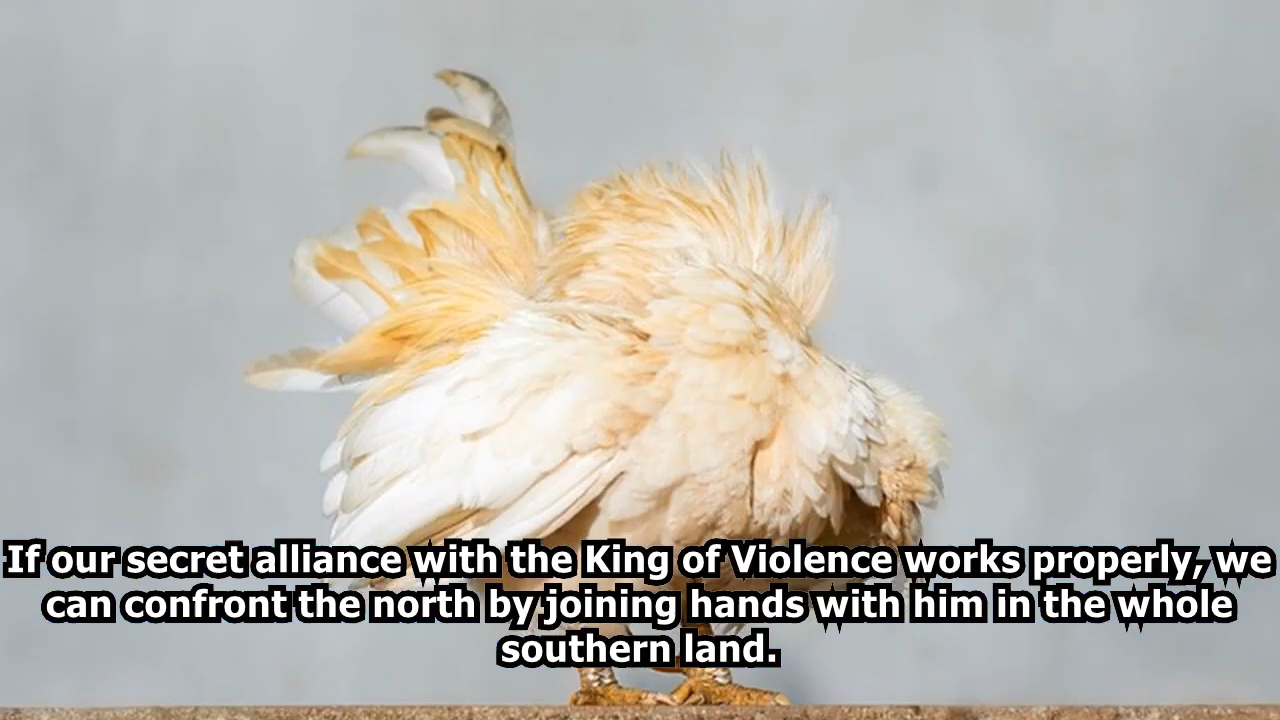 If our secret alliance with the King of Violence works properly, we
can confront the north by joining hands with him in the whole
southern land.